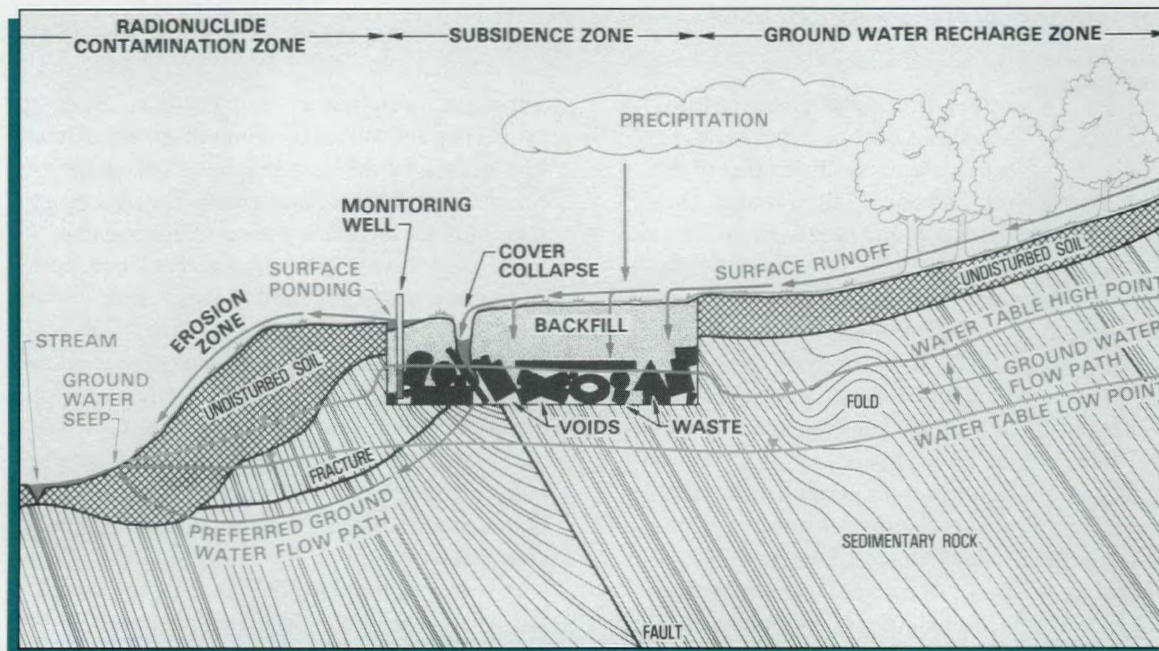 RADIONUCLIDE
CONTAMINATION ZONE
SUBSIDENCE ZONE
GROUND WATER RECHARGE ZONE
PRECIPITATION
MONITORING
WELL
COVER
COLLAPSE
SURFACE
PONDING
SURFACE RUNOFF
UNDISTURBED SOIL
EROSION
ZONE
BACKFILL
WATER TABLE HIGH POINT
STREAM
GROUND
WATER
SEEP
UNDISTURBED SOIL
GROUND WATER
FLOW PATH
FOLD
WATER TABLE LOW POINT
VOIDS
WASTE
FRACTURE
PREFERRED GROUND
WATER FLOW PATH
SEDIMENTARY ROCK
FAULT